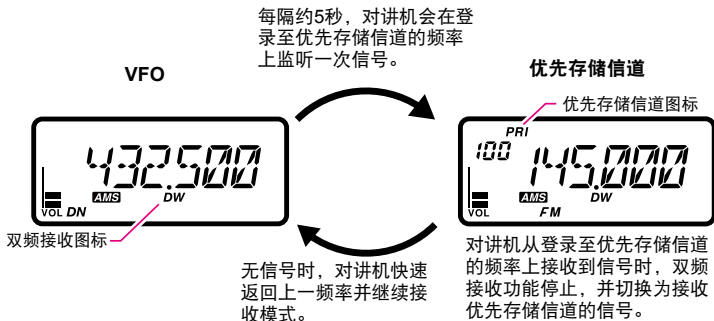 每隔约5秒，对讲机会在登
录至优先存储信道的频率
上监听一次信号。
VFO
优先存储信道
优先存储信道图标
432.500
AMS
DW
VOL DN
PRI
100
145.000
AMS
DW
VOL
FM
双频接收图标
无信号时，对讲机快速
返回上一频率并继续接
收模式。
对讲机从登录至优先存储信道
的频率上接收到信号时，双频
接收功能停止，并切换为接收
优先存储信道的信号。